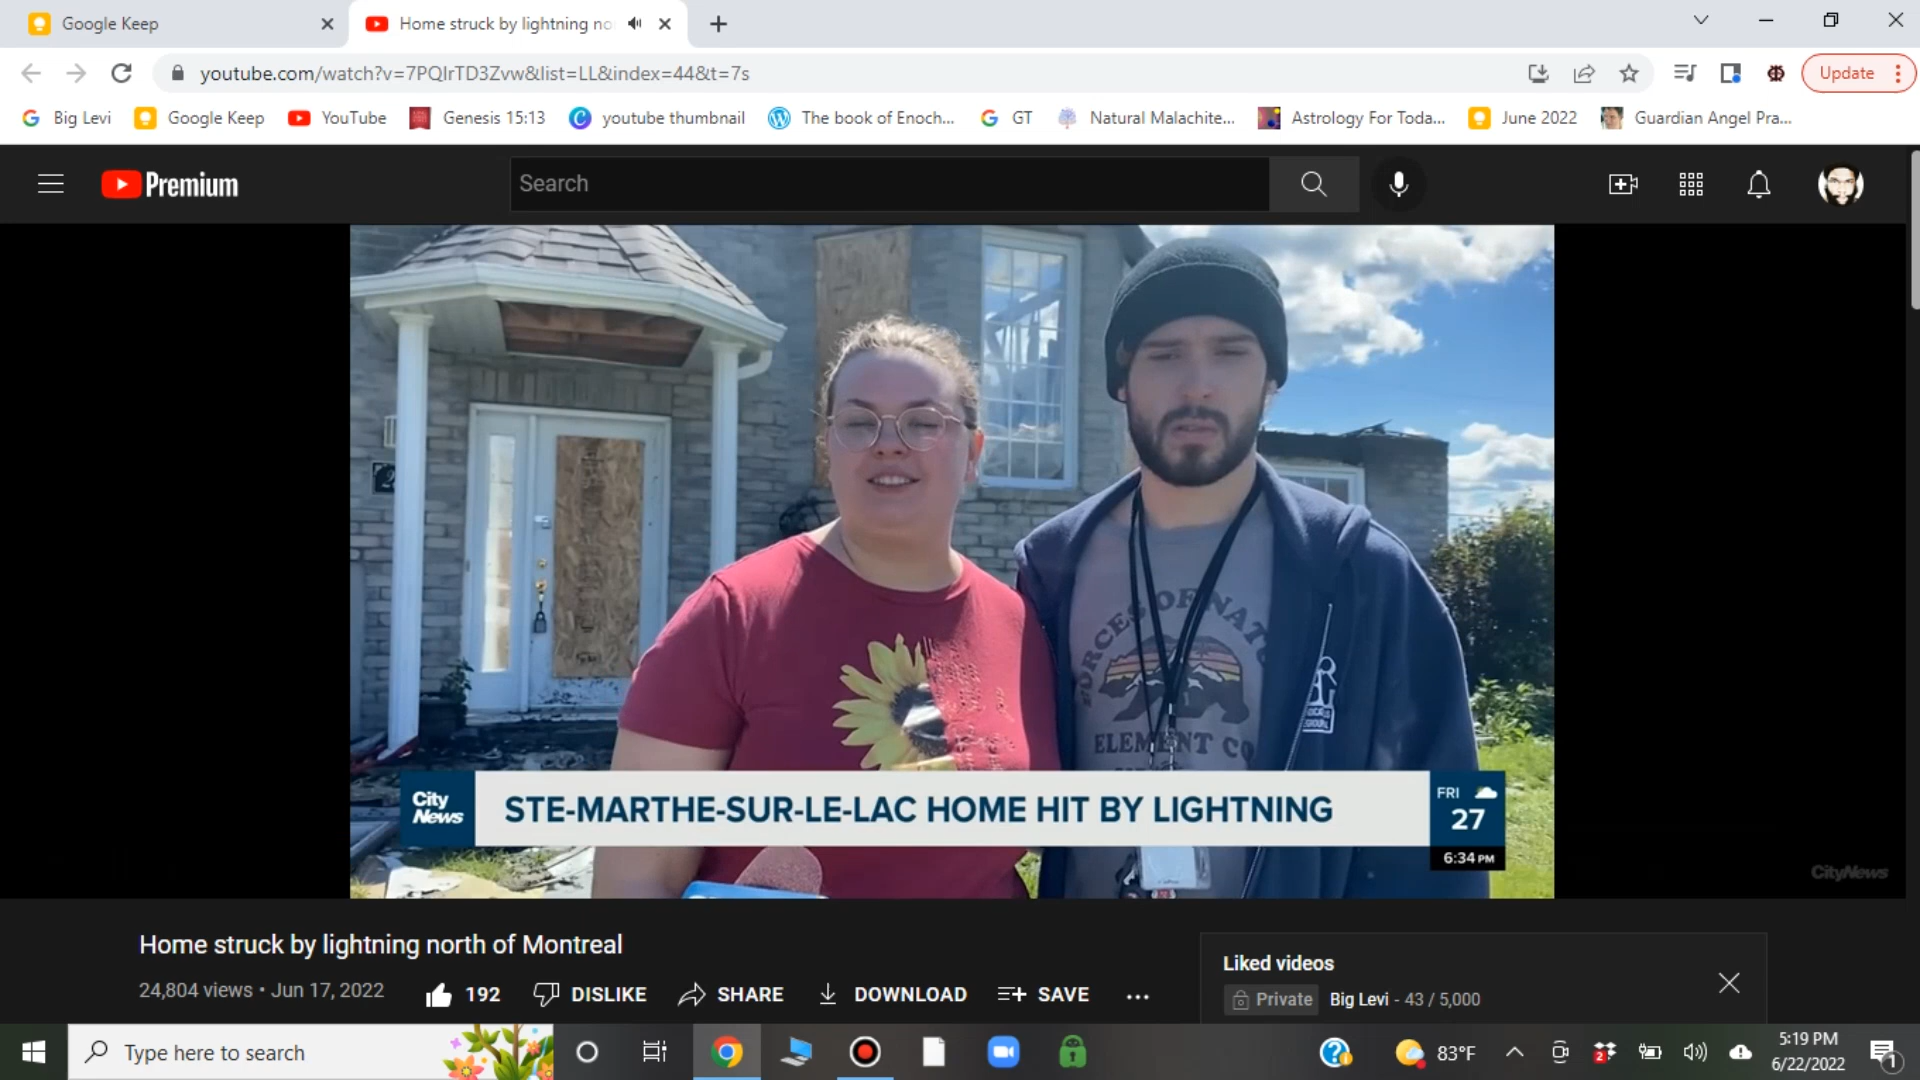 Google Keep
Home struck by lightning no
youtube.com/watch?v=7PQIrTD3Zvw&list=LL&index=44&t=7s
Update
Big Levi
Google Keep
YouTube
Genesis 15:13
youtube thumbnail
The book of Enoch...
GT
Natural Malachite...
Astrology For Toda...
June 2022
Guardian Angel Pra...
Premium
Search
FORCES OF NATU
ELEMENT CO
City
News
STE-MARTHE-SUR-LE-LAC HOME HIT BY LIGHTNING
FRI
27
6:34 PM
CityNews
Home struck by lightning north of Montreal
24,804 views • Jun 17, 2022
192
DISLIKE
SHARE
DOWNLOAD
SAVE
Liked videos
Private
Big Levi - 43 / 5,000
Type here to search
2
83°F
5:19 PM
6/22/2022
1